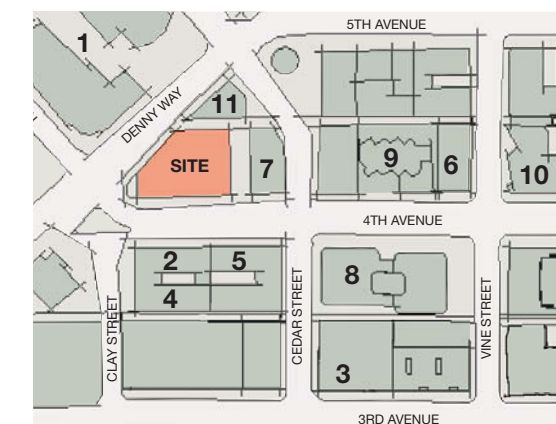 5TH AVENUE
1
DENNY WAY
11
SITE
7
9
6
10
4TH AVENUE
2
5
8
4
CLAY STREET
CEDAR STREET
VINE STREET
3
3RD AVENUE